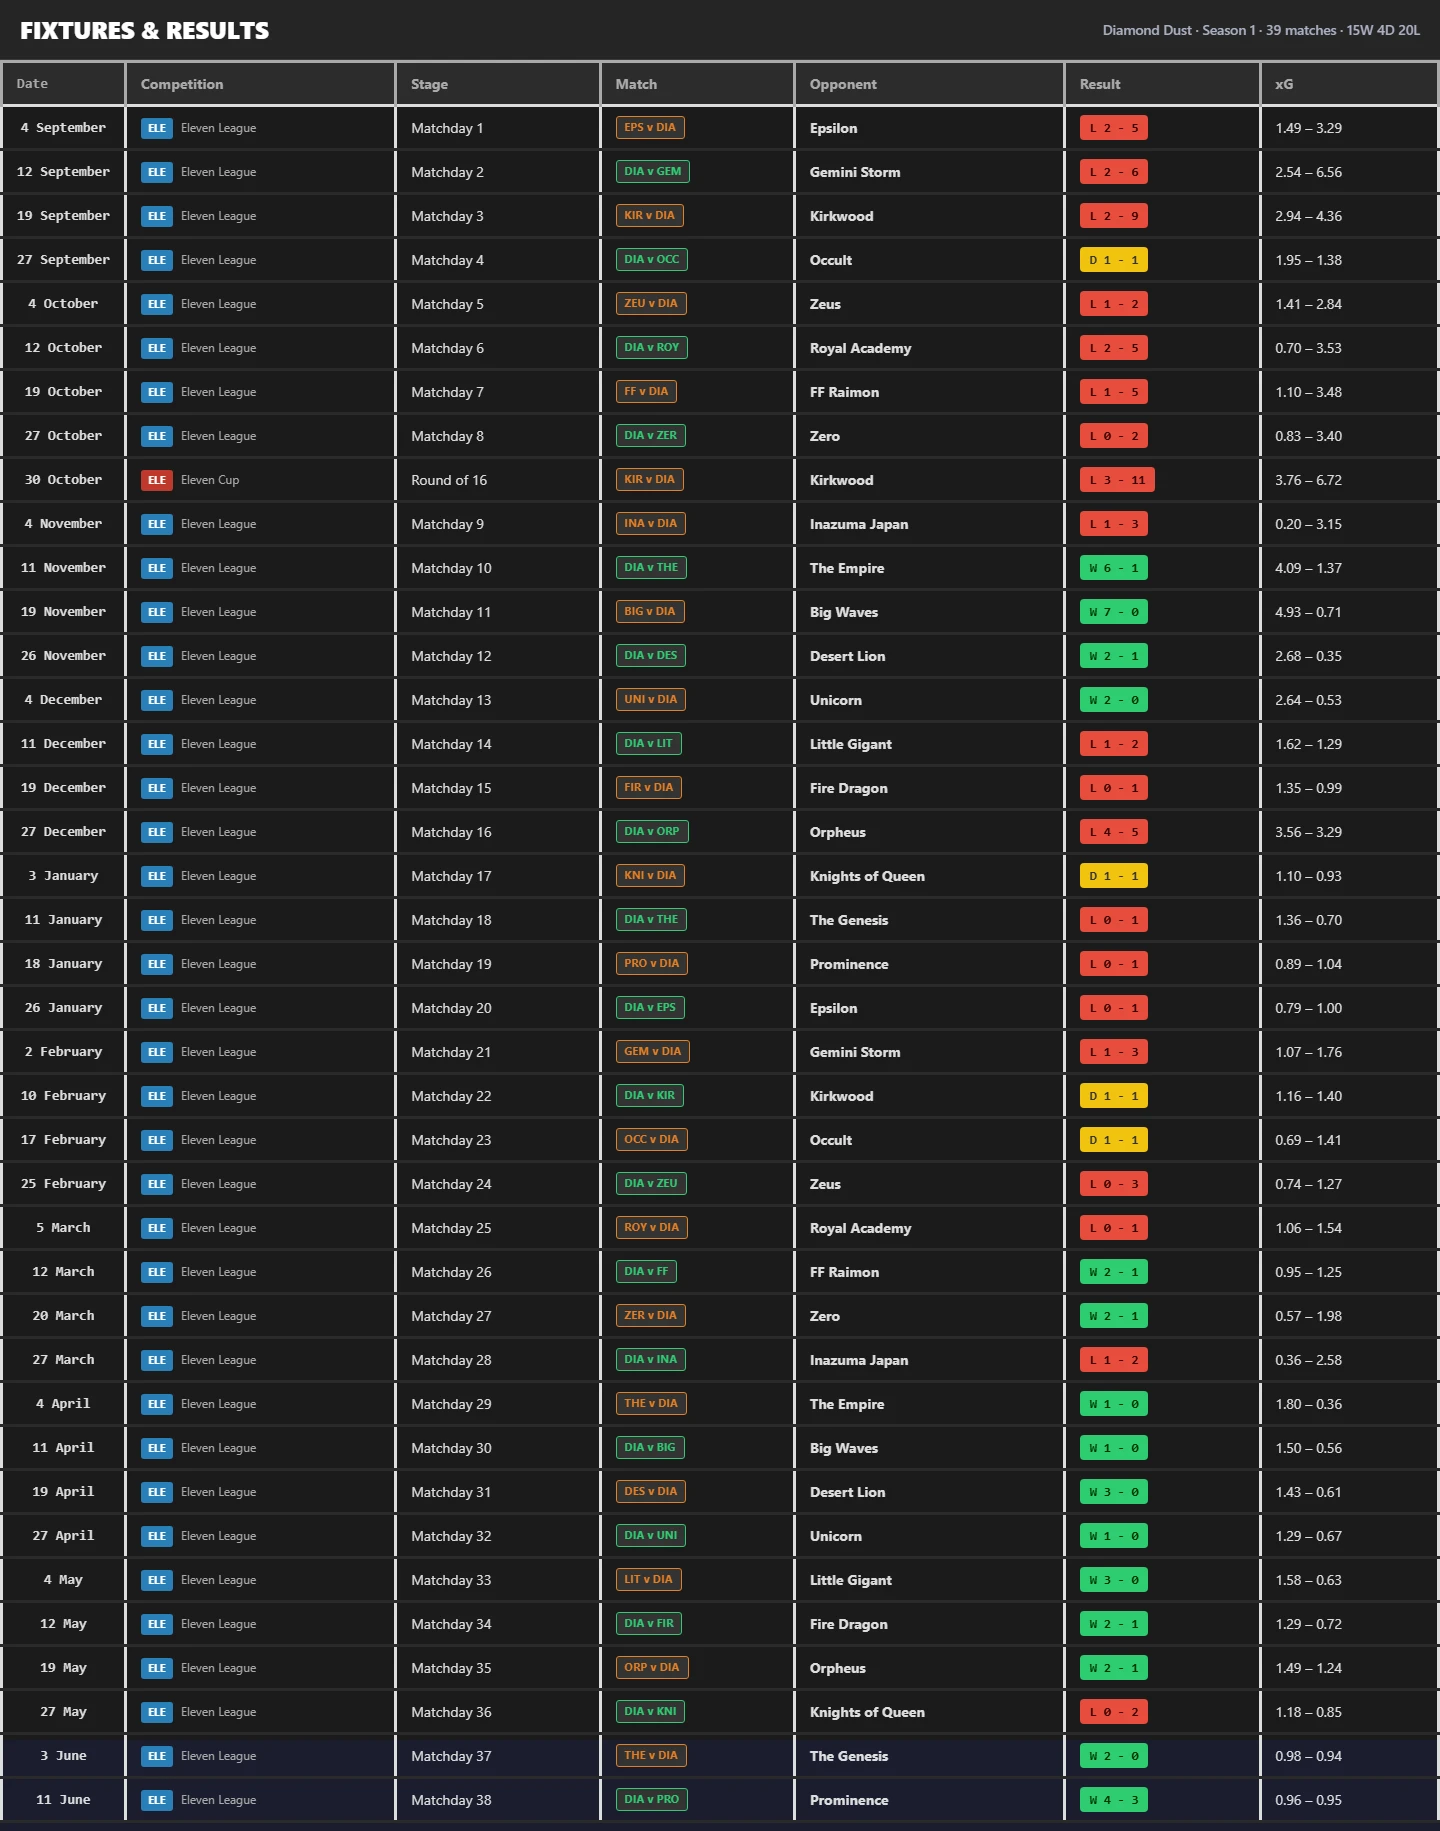 FIXTURES & RESULTS
Diamond Dust · Season 1 · 39 matches · 15W 4D 20L
Date Competition Stage Match Opponent Result xG
4 September ELE Eleven League Matchday 1 EPS v DIA Epsilon L 2 - 5 1.49 – 3.29
12 September ELE Eleven League Matchday 2 DIA v GEM Gemini Storm L 2 - 6 2.54 – 6.56
19 September ELE Eleven League Matchday 3 KIR v DIA Kirkwood L 2 - 9 2.94 – 4.36
27 September ELE Eleven League Matchday 4 DIA v OCC Occult D 1 - 1 1.95 – 1.38
4 October ELE Eleven League Matchday 5 ZEU v DIA Zeus L 1 - 2 1.41 – 2.84
12 October ELE Eleven League Matchday 6 DIA v ROY Royal Academy L 2 - 5 0.70 – 3.53
19 October ELE Eleven League Matchday 7 FF v DIA FF Raimon L 1 - 5 1.10 – 3.48
27 October ELE Eleven League Matchday 8 DIA v ZER Zero L 0 - 2 0.83 – 3.40
30 October ELE Eleven Cup Round of 16 KIR v DIA Kirkwood L 3 - 11 3.76 – 6.72
4 November ELE Eleven League Matchday 9 INA v DIA Inazuma Japan L 1 - 3 0.20 – 3.15
11 November ELE Eleven League Matchday 10 DIA v THE The Empire W 6 - 1 4.09 – 1.37
19 November ELE Eleven League Matchday 11 BIG v DIA Big Waves W 7 - 0 4.93 – 0.71
26 November ELE Eleven League Matchday 12 DIA v DES Desert Lion W 2 - 1 2.68 – 0.35
4 December ELE Eleven League Matchday 13 UNI v DIA Unicorn W 2 - 0 2.64 – 0.53
11 December ELE Eleven League Matchday 14 DIA v LIT Little Gigant L 1 - 2 1.62 – 1.29
19 December ELE Eleven League Matchday 15 FIR v DIA Fire Dragon L 0 - 1 1.35 – 0.99
27 December ELE Eleven League Matchday 16 DIA v ORP Orpheus L 4 - 5 3.56 – 3.29
3 January ELE Eleven League Matchday 17 KNI v DIA Knights of Queen D 1 - 1 1.10 – 0.93
11 January ELE Eleven League Matchday 18 DIA v THE The Genesis L 0 - 1 1.36 – 0.70
18 January ELE Eleven League Matchday 19 PRO v DIA Prominence L 0 - 1 0.89 – 1.04
26 January ELE Eleven League Matchday 20 DIA v EPS Epsilon L 0 - 1 0.79 – 1.00
2 February ELE Eleven League Matchday 21 GEM v DIA Gemini Storm L 1 - 3 1.07 – 1.76
10 February ELE Eleven League Matchday 22 DIA v KIR Kirkwood D 1 - 1 1.16 – 1.40
17 February ELE Eleven League Matchday 23 OCC v DIA Occult D 1 - 1 0.69 – 1.41
25 February ELE Eleven League Matchday 24 DIA v ZEU Zeus L 0 - 3 0.74 – 1.27
5 March ELE Eleven League Matchday 25 ROY v DIA Royal Academy L 0 - 1 1.06 – 1.54
12 March ELE Eleven League Matchday 26 DIA v FF FF Raimon W 2 - 1 0.95 – 1.25
20 March ELE Eleven League Matchday 27 ZER v DIA Zero W 2 - 1 0.57 – 1.98
27 March ELE Eleven League Matchday 28 DIA v INA Inazuma Japan L 1 - 2 0.36 – 2.58
4 April ELE Eleven League Matchday 29 THE v DIA The Empire W 1 - 0 1.80 – 0.36
11 April ELE Eleven League Matchday 30 DIA v BIG Big Waves W 1 - 0 1.50 – 0.56
19 April ELE Eleven League Matchday 31 DES v DIA Desert Lion W 3 - 0 1.43 – 0.61
27 April ELE Eleven League Matchday 32 DIA v UNI Unicorn W 1 - 0 1.29 – 0.67
4 May ELE Eleven League Matchday 33 LIT v DIA Little Gigant W 3 - 0 1.58 – 0.63
12 May ELE Eleven League Matchday 34 DIA v FIR Fire Dragon W 2 - 1 1.29 – 0.72
19 May ELE Eleven League Matchday 35 ORP v DIA Orpheus W 2 - 1 1.49 – 1.24
27 May ELE Eleven League Matchday 36 DIA v KNI Knights of Queen L 0 - 2 1.18 – 0.85
3 June ELE Eleven League Matchday 37 THE v DIA The Genesis W 2 - 0 0.98 – 0.94
11 June ELE Eleven League Matchday 38 DIA v PRO Prominence W 4 - 3 0.96 – 0.95